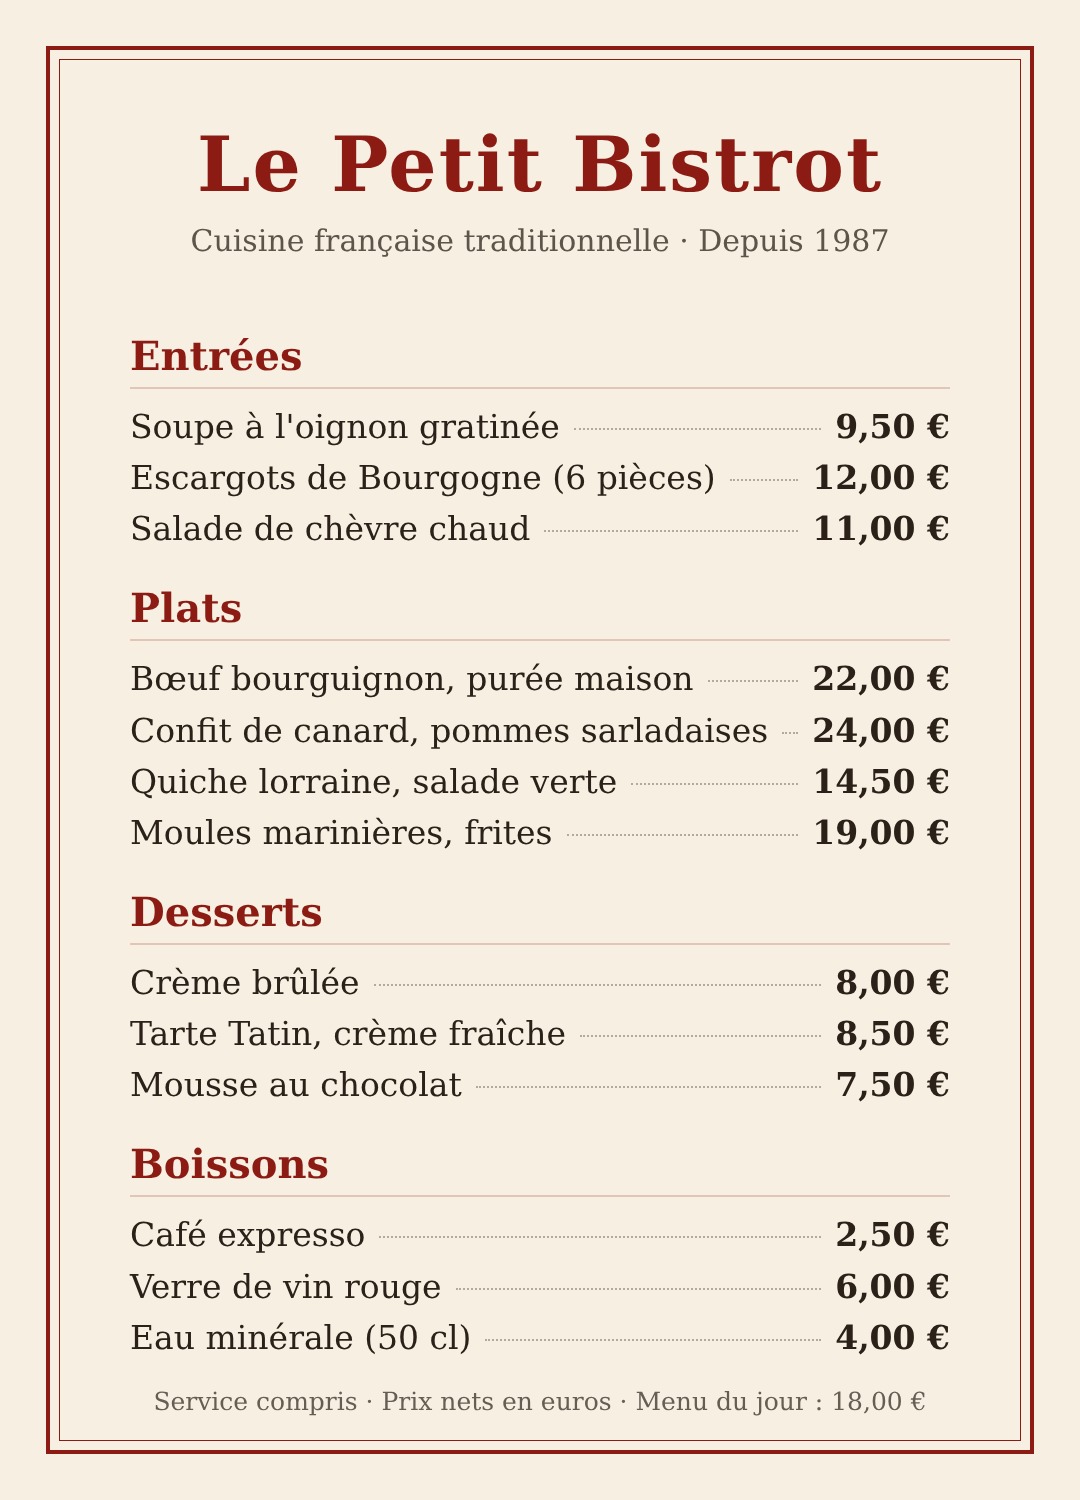 Le Petit Bistrot
Cuisine française traditionnelle · Depuis 1987
Entrées
Soupe à l'oignon gratinée 9,50 €
Escargots de Bourgogne (6 pièces) 12,00 €
Salade de chèvre chaud 11,00 €
Plats
Bœuf bourguignon, purée maison 22,00 €
Confit de canard, pommes sarladaises 24,00 €
Quiche lorraine, salade verte 14,50 €
Moules marinières, frites 19,00 €
Desserts
Crème brûlée 8,00 €
Tarte Tatin, crème fraîche 8,50 €
Mousse au chocolat 7,50 €
Boissons
Café expresso 2,50 €
Verre de vin rouge 6,00 €
Eau minérale (50 cl) 4,00 €
Service compris · Prix nets en euros · Menu du jour : 18,00 €